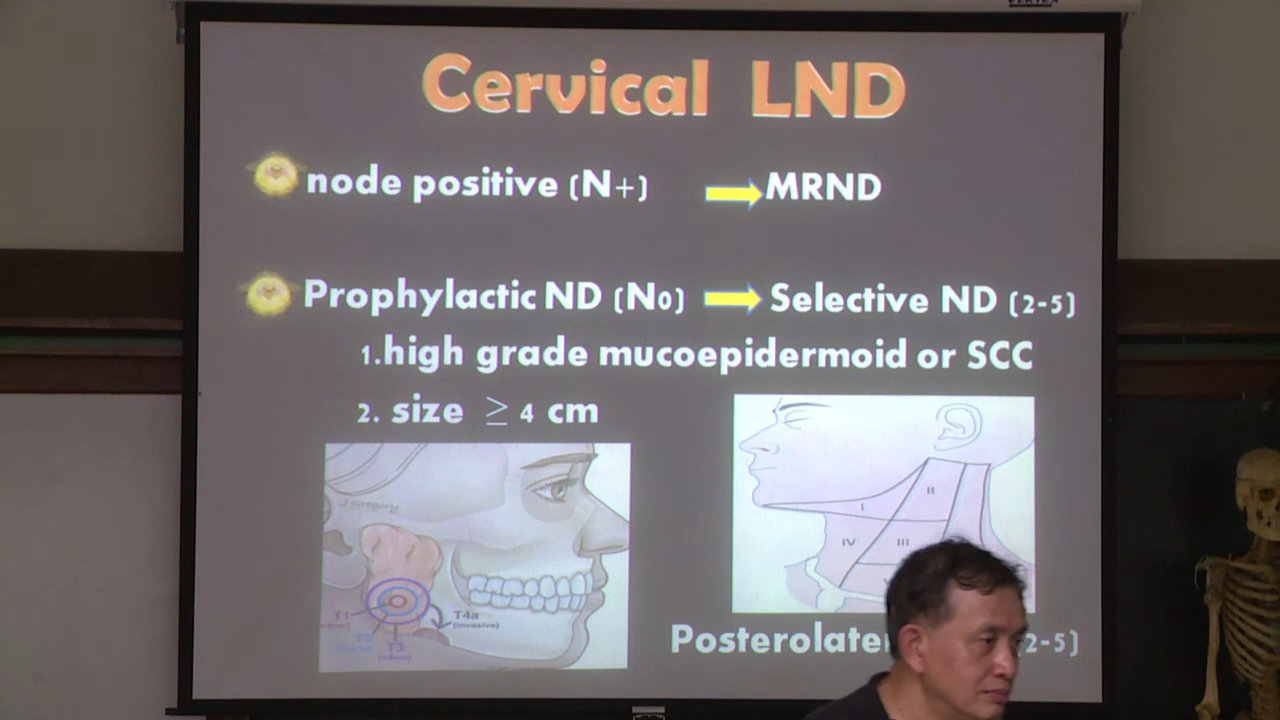 Cervical LND
node positive (N+) MRND
Prophylactic ND (N0) Selective ND (2-5)
1.high grade mucoepidermoid or SCC
2. size ≥ 4 cm
II
I
IV III
T1
T4a
(invasive)
T2
T3
2-5)